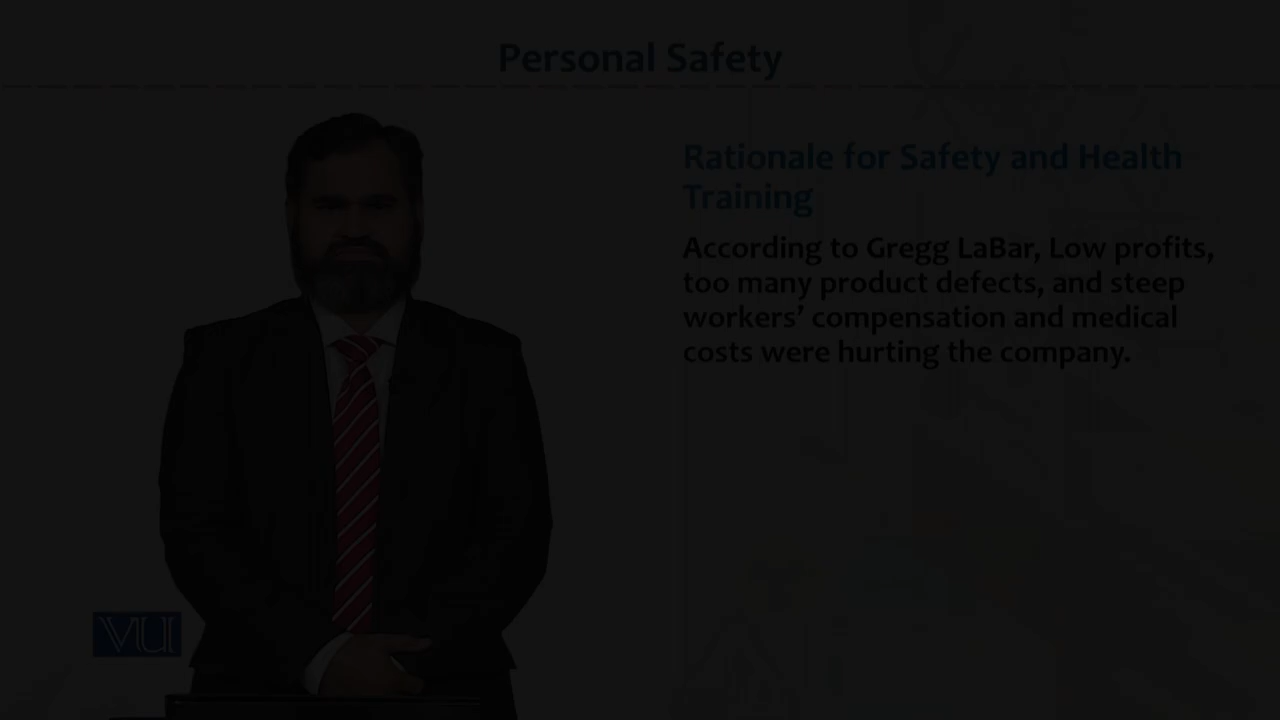 Personal Safety
Rationale for Safety and Health
Training
According to Gregg LaBar, Low profits,
too many product defects, and steep
workers’ compensation and medical
costs were hurting the company.
VU